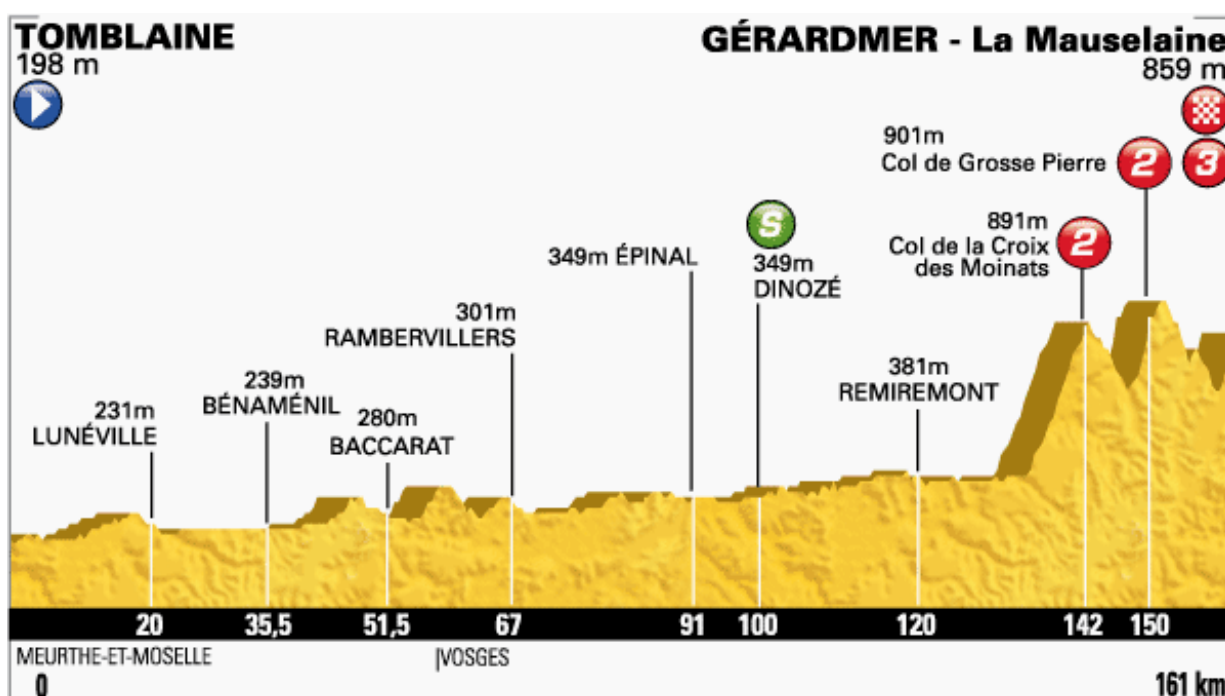 TOMBLAINE
198 m
GÉRARDMER - La Mauselaine
859 m
901m
Col de Grosse Pierre
2
3
891m
Col de la Croix
des Moinats
2
S
349m ÉPINAL
349m
DINOZÉ
301m
RAMBERVILLERS
239m
BÉNAMÉNIL
381m
REMIREMONT
231m
LUNÉVILLE
280m
BACCARAT
20
35,5
51,5
67
91
100
120
142
150
MEURTHE-ET-MOSELLE
|VOSGES
0
161 km